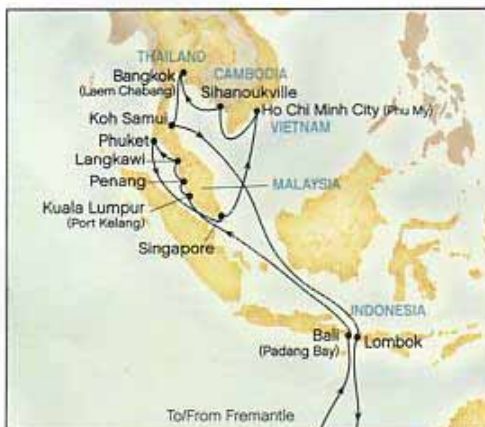 THAILAND
Bangkok
(Laem Chabang)
CAMBODIA
Sihanoukville
Ho Chi Minh City (Phu My)
VIETNAM
Koh Samui
Phuket
Langkawi
Penang
MALAYSIA
Kuala Lumpur
(Port Kelang)
Singapore
INDONESIA
Bali
(Padang Bay)
Lombok
To/From Fremantle